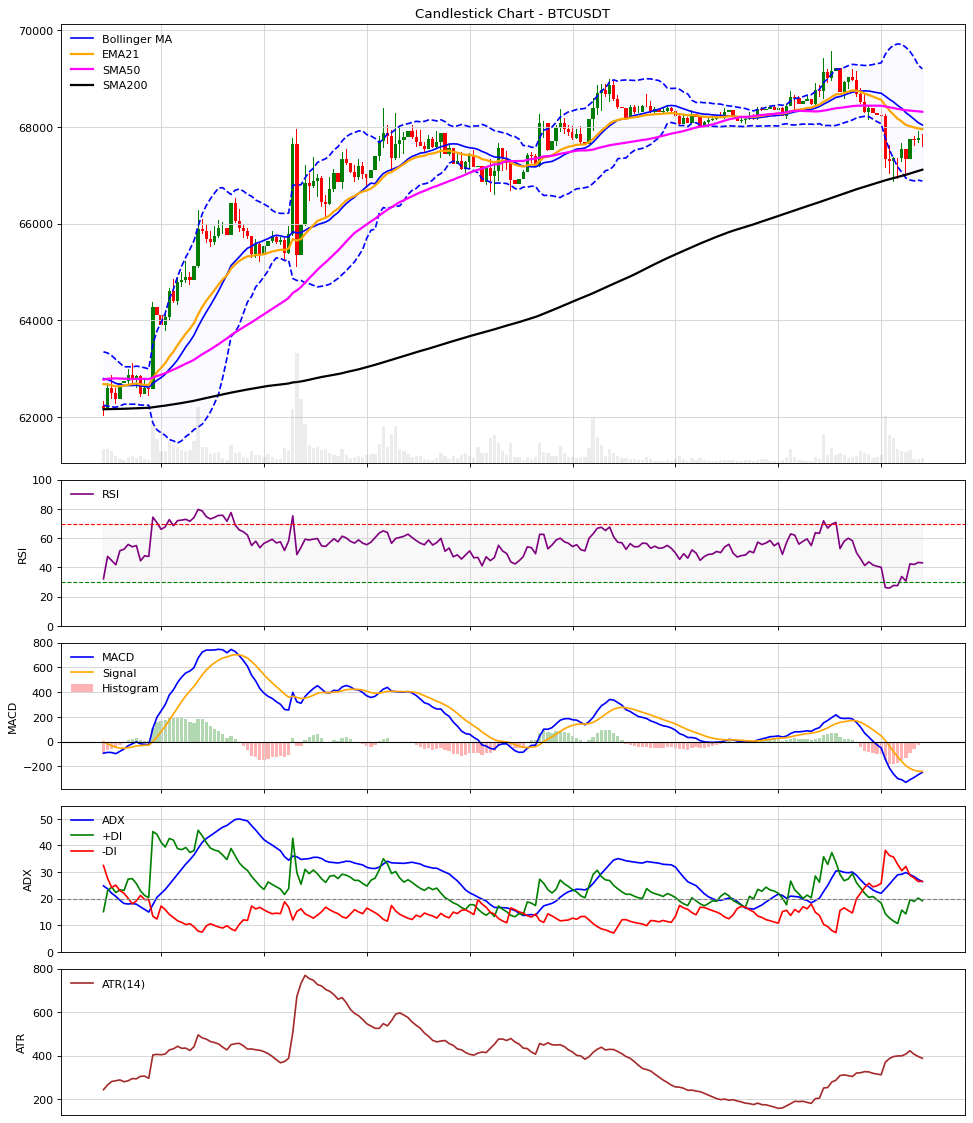 Candlestick Chart - BTCUSDT
70000
68000
66000
64000
62000
Bollinger MA
EMA21
SMA50
SMA200
100
80
60
40
20
0
RSI
RSI
800
600
400
200
0
−200
MACD
MACD
Signal
Histogram
50
40
30
20
10
0
ADX
ADX
+DI
-DI
800
600
400
200
ATR
ATR(14)